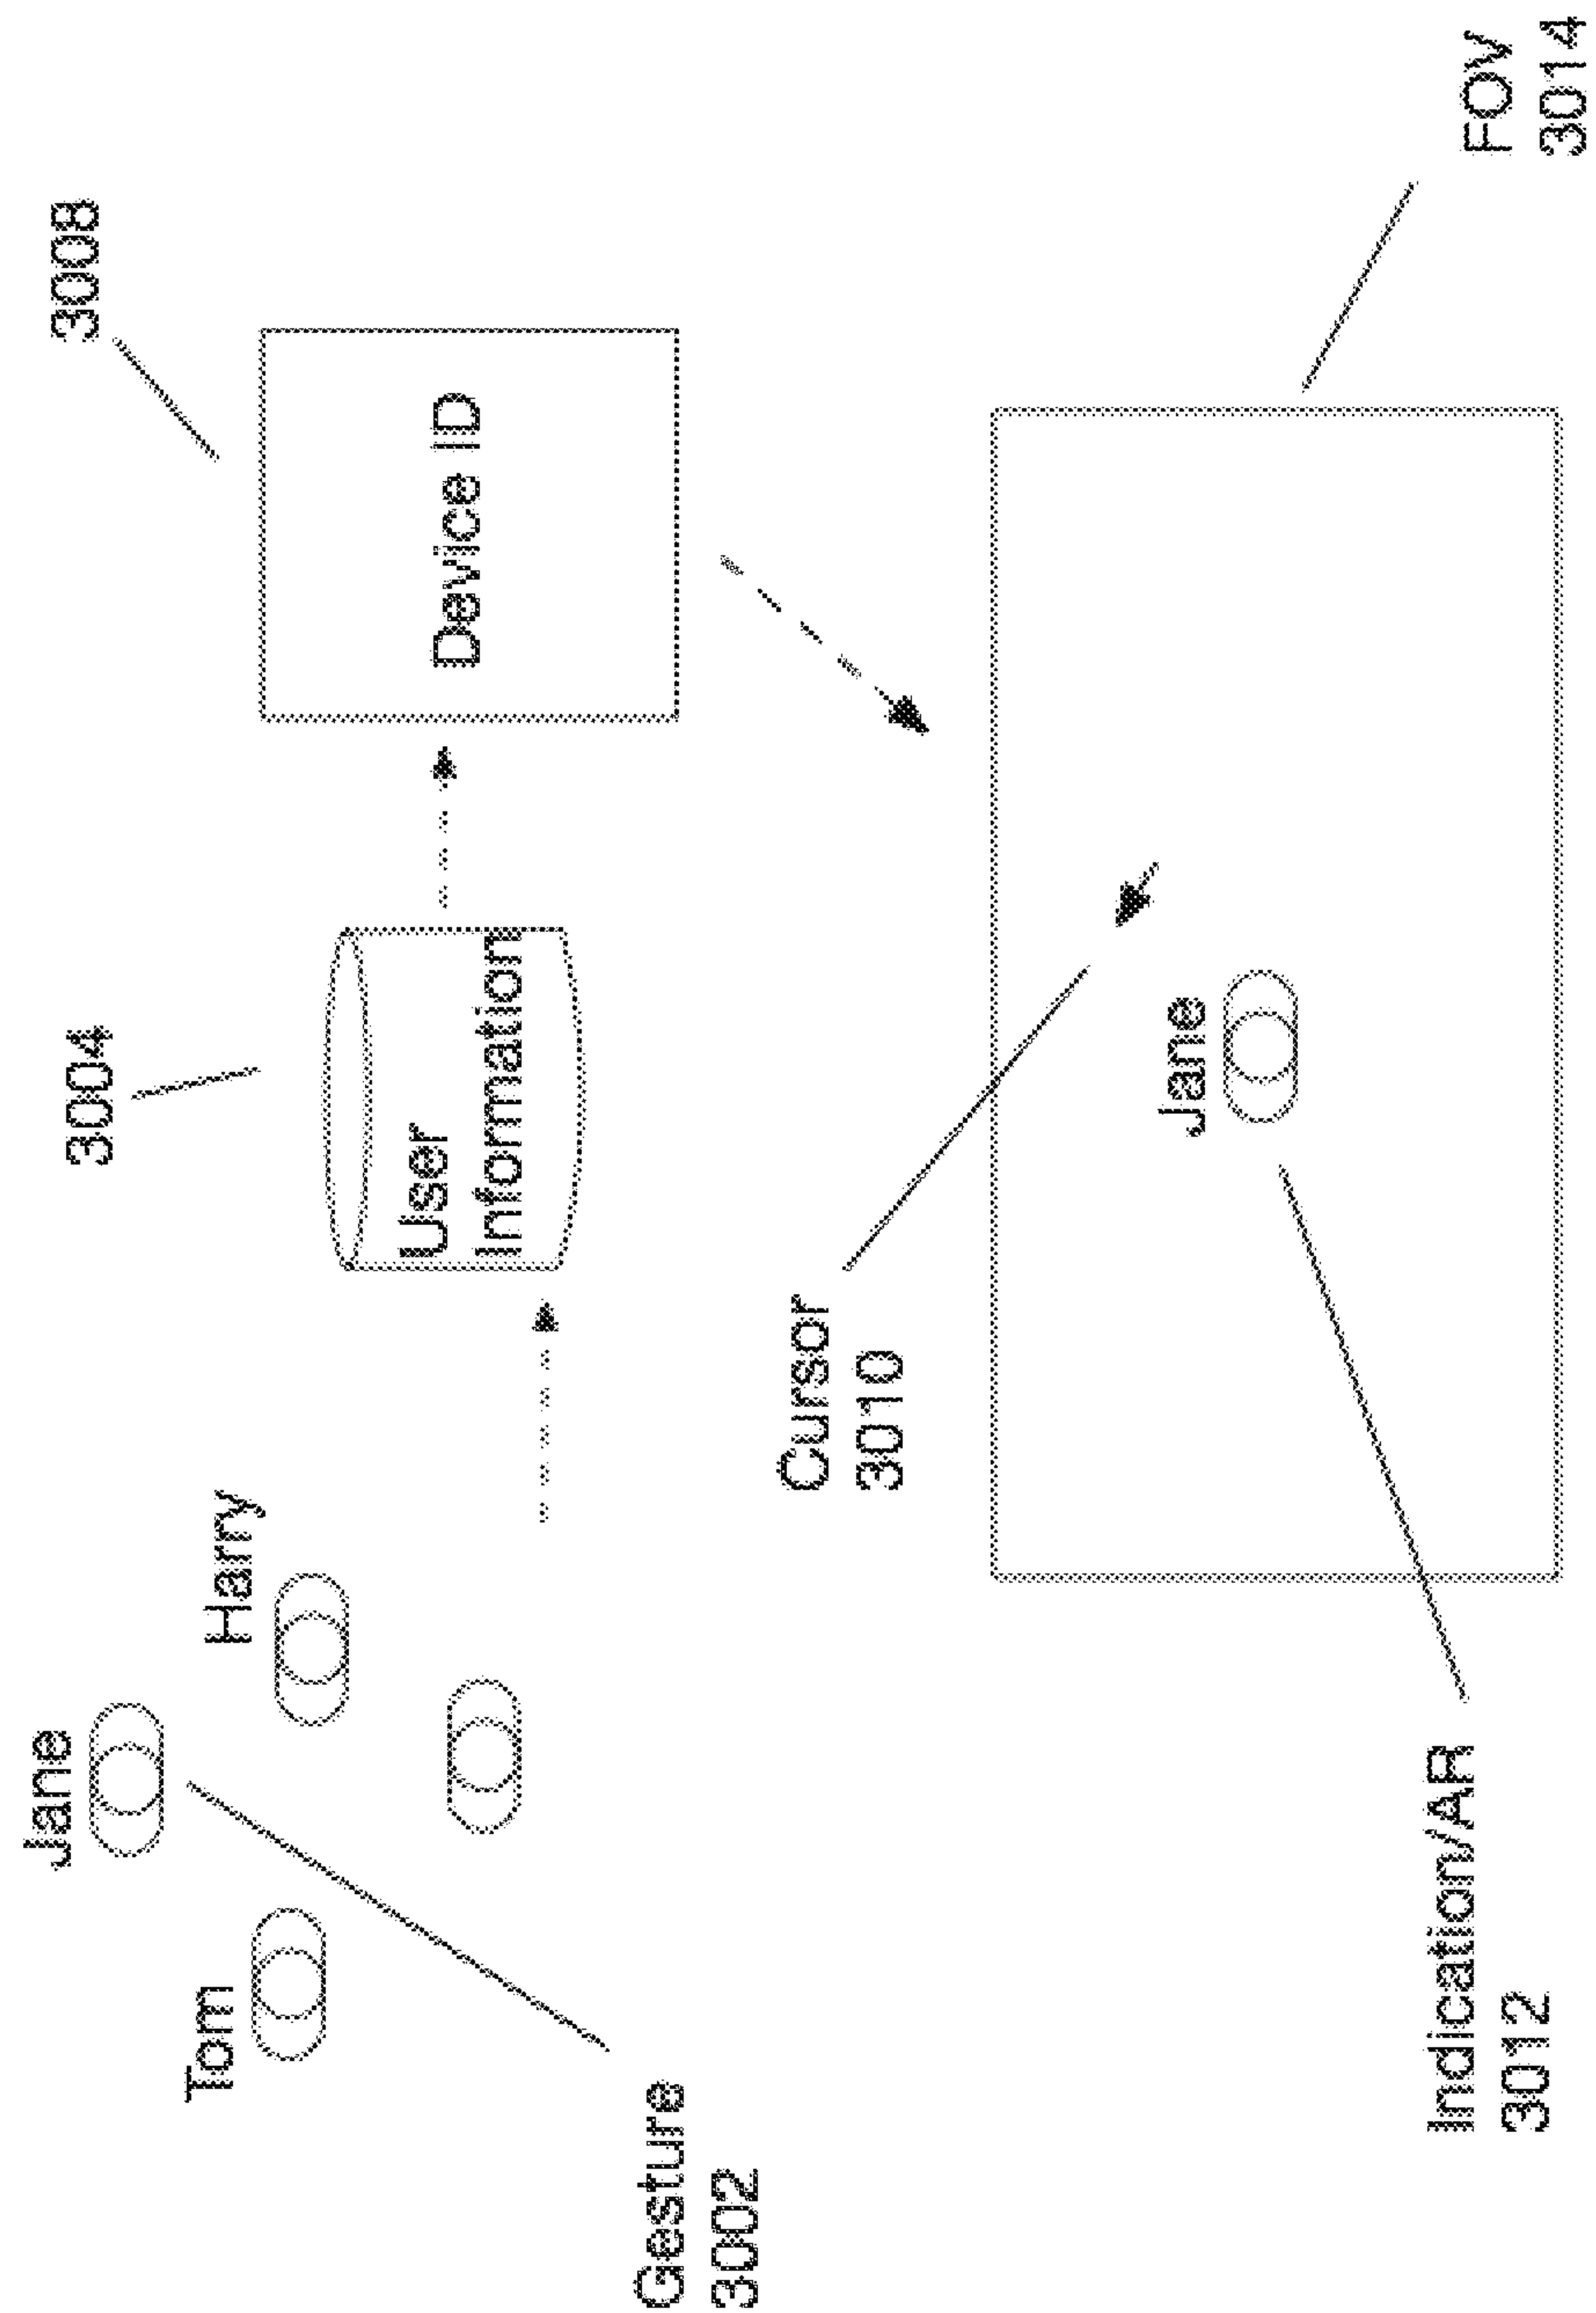 Jane
Tom
Harry
Gesture
3002
3004
User
Information
3008
Device ID
Cursor
3010
Jane
Indication/AR
3012
FOV
3014